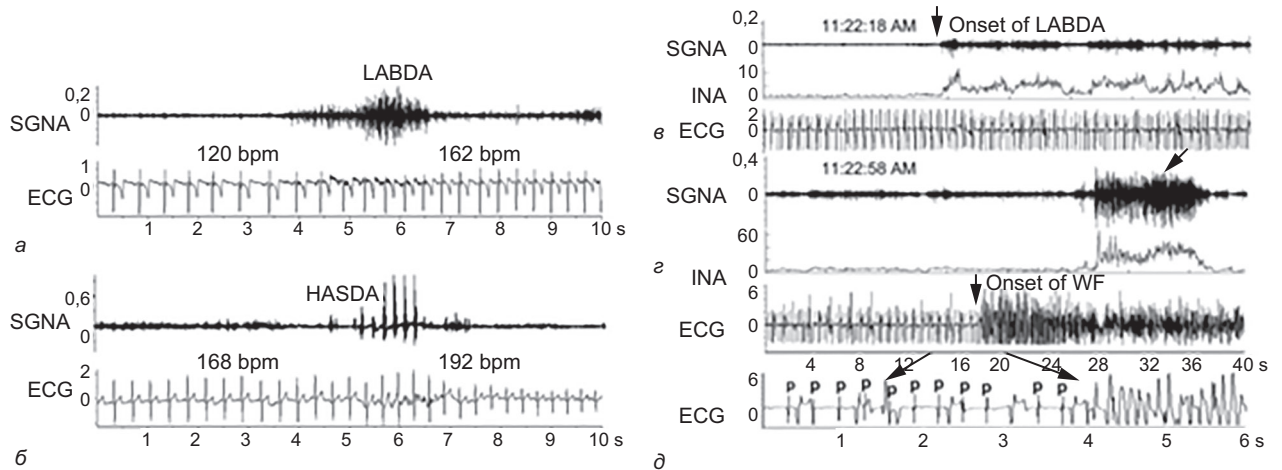 LABDA
0,2
0
SGNA
120 bpm 162 bpm
1
0
ECG
1 2 3 4 5 6 7 8 9 10 s
а
HASDA
0,6
SGNA
0
168 bpm 192 bpm
2
ECG
0
1 2 3 4 5 6 7 8 9 10 s
б
0,2
11:22:18 AM Onset of LABDA
SGNA
0
10
INA
0
2
в ECG
0
0,4
11:22:58 AM
SGNA
0
60
г
INA
0
Onset of WF
6
ECG
0
4 8 12 16 20 24 28 32 36 40 s
6
P P P P P P P P P P P
ECG
0
1 2 3 4 5 6 s
д